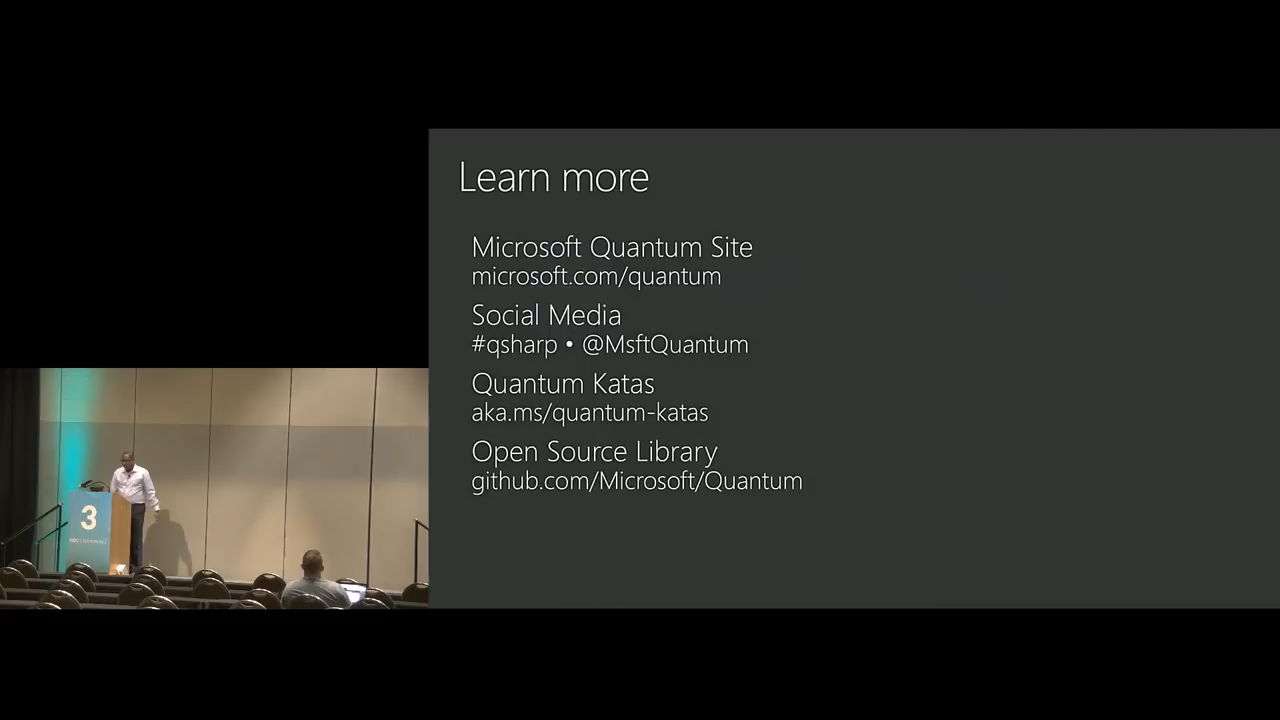 Learn more
Microsoft Quantum Site
microsoft.com/quantum
Social Media
#qsharp • @MsftQuantum
Quantum Katas
aka.ms/quantum-katas
Open Source Library
github.com/Microsoft/Quantum
3